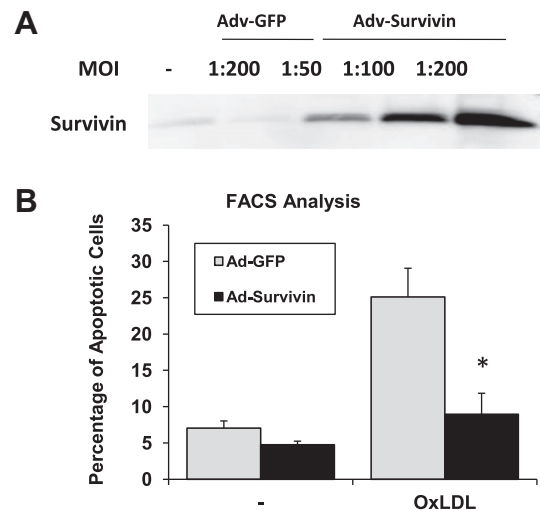 A
Adv-GFP Adv-Survivin
MOI - 1:200 1:50 1:100 1:200
Survivin
B
FACS Analysis
Percentage of Apoptotic Cells
35
30
25
20
15
10
5
0
Ad-GFP
Ad-Survivin
*
- OxLDL